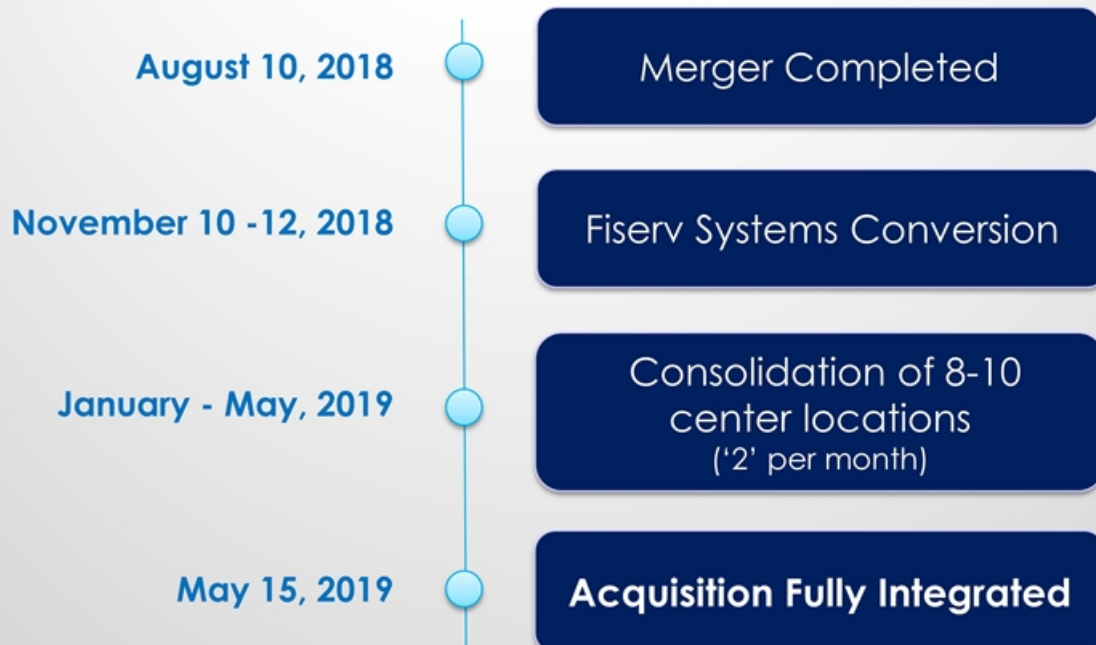 August 10, 2018
Merger Completed
November 10 -12, 2018
Fiserv Systems Conversion
January - May, 2019
Consolidation of 8-10
center locations
(‘2’ per month)
May 15, 2019
Acquisition Fully Integrated